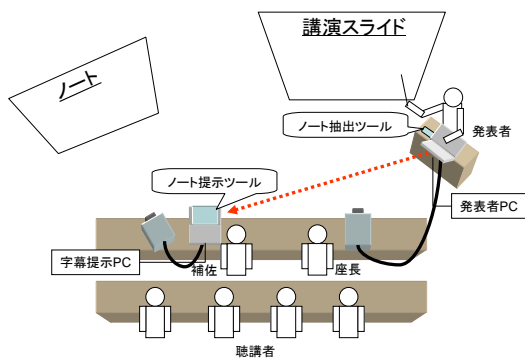 講演スライド
ノート
発表者
ノート抽出ツール
ノート提示ツール
発表者PC
字幕提示PC
補佐
座長
聴講者